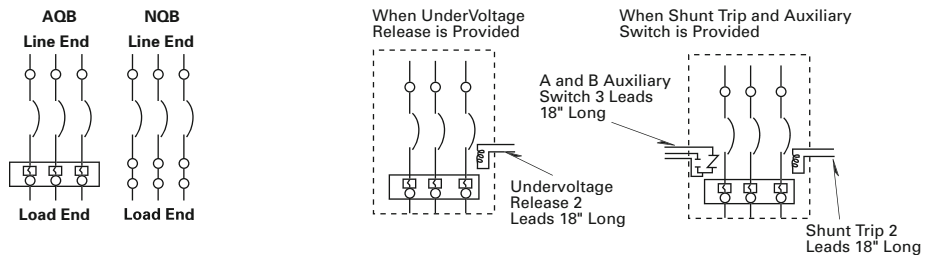 AQB
Line End
Load End
NQB
Line End
Load End
When UnderVoltage
Release is Provided
Undervoltage
Release 2
Leads 18" Long
When Shunt Trip and Auxiliary
Switch is Provided
A and B Auxiliary
Switch 3 Leads
18" Long
Shunt Trip 2
Leads 18" Long